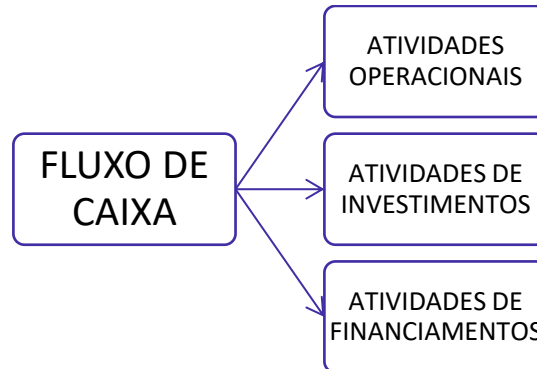 FLUXO DE
CAIXA
ATIVIDADES
OPERACIONAIS
ATIVIDADES DE
INVESTIMENTOS
ATIVIDADES DE
FINANCIAMENTOS